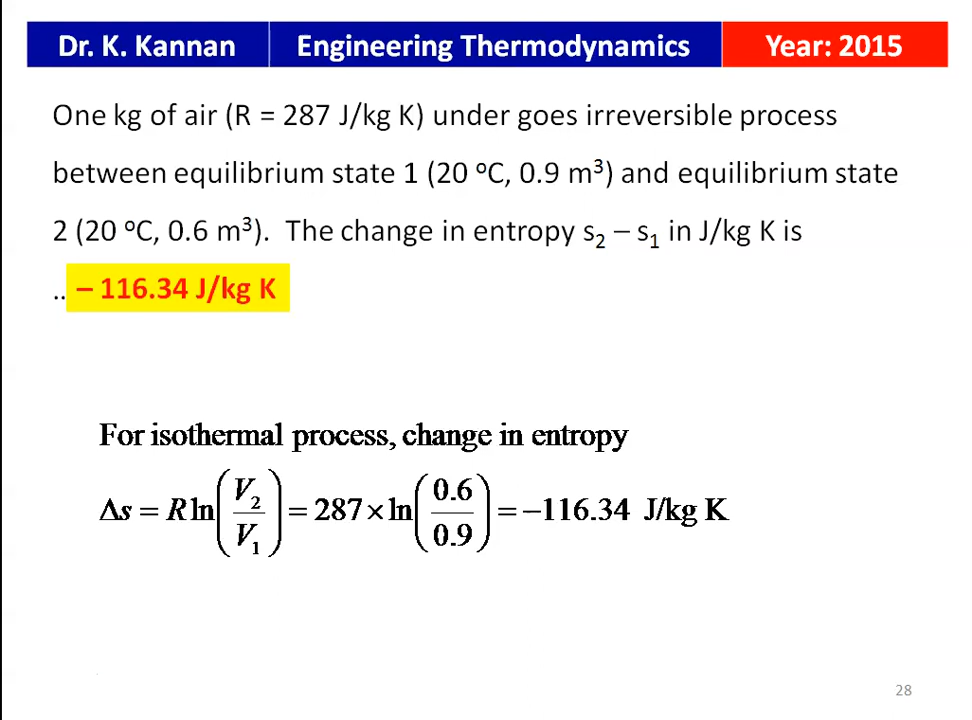 Dr. K. Kannan Engineering Thermodynamics Year: 2015
One kg of air (R = 287 J/kg K) under goes irreversible process
between equilibrium state 1 (20 ᵒC, 0.9 m³) and equilibrium state
2 (20 ᵒC, 0.6 m³). The change in entropy s₂ – s₁ in J/kg K is
.. – 116.34 J/kg K
For isothermal process, change in entropy
Δs = R ln(V₂/V₁) = 287 × ln(0.6/0.9) = −116.34 J/kg K
28